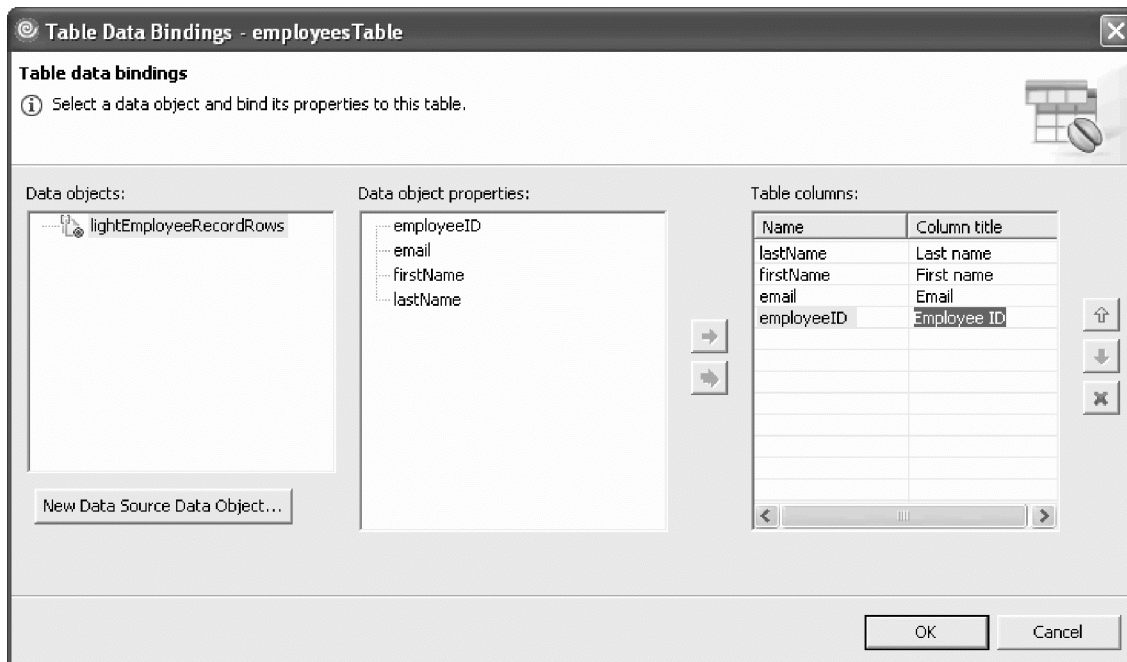 Table Data Bindings - employeesTable
Table data bindings
Select a data object and bind its properties to this table.
Data objects:
lightEmployeeRecordRows
New Data Source Data Object...
Data object properties:
employeeID
email
firstName
lastName
Table columns:
Name Column title
lastName Last name
firstName First name
email Email
employeeID Employee ID
OK Cancel